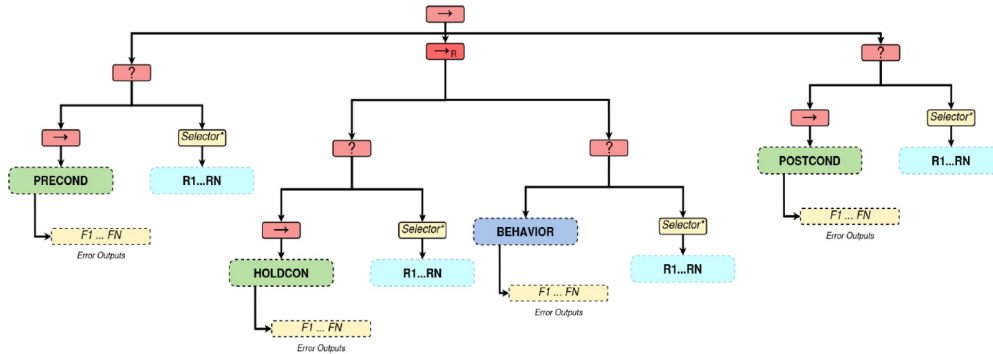 →
→R
?
?
→
Selector*
PRECOND
R1...RN
F1 ... FN
Error Outputs
?
?
→
Selector*
HOLDCON
R1...RN
F1 ... FN
Error Outputs
BEHAVIOR
Selector*
R1...RN
F1 ... FN
Error Outputs
→
Selector*
POSTCOND
R1...RN
F1 ... FN
Error Outputs